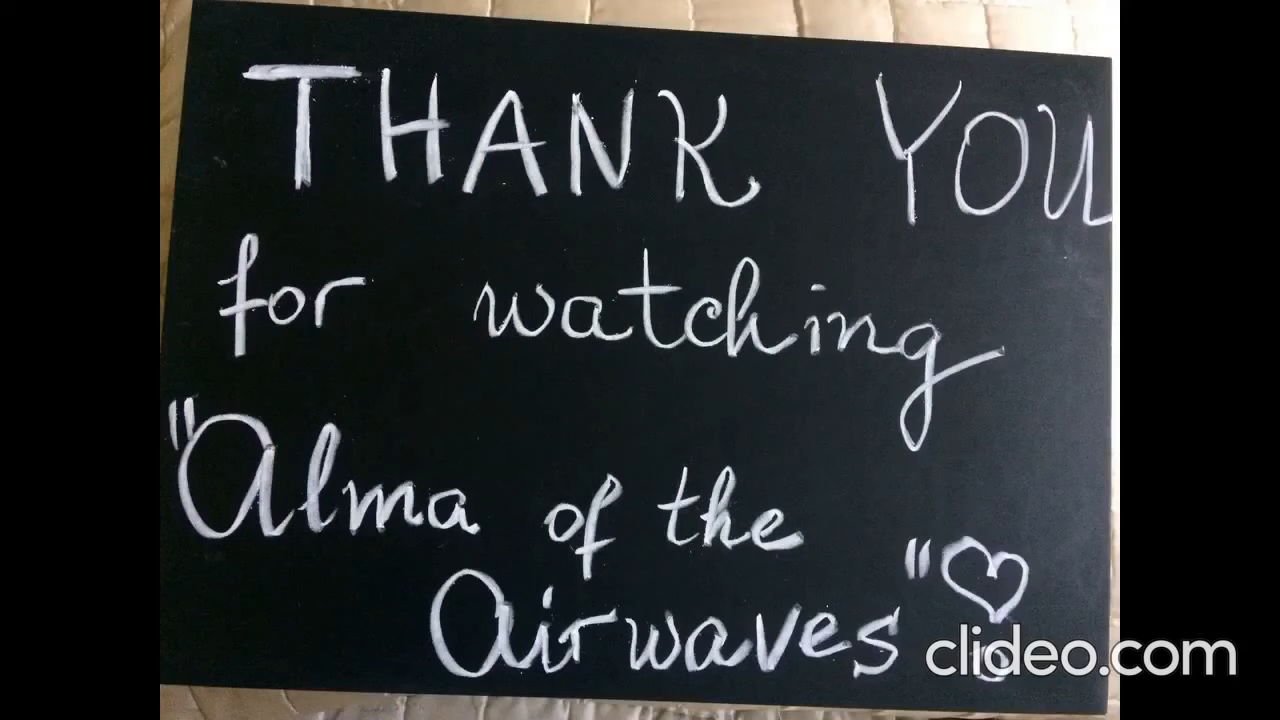 THANK YOU
for watching
"Alma of the
Airwaves" ♡
clideo.com